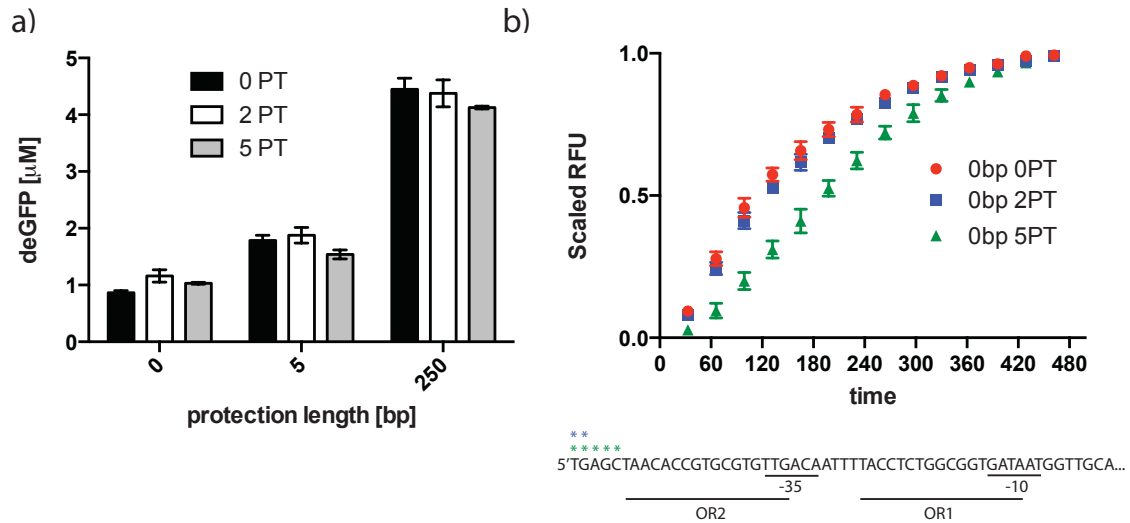 a)
deGFP [µM]
5
4
3
2
1
0
0 PT
2 PT
5 PT
0
5
250
protection length [bp]
b)
Scaled RFU
1.0
0.5
0.0
0bp 0PT
0bp 2PT
0bp 5PT
0 60 120 180 240 300 360 420 480
time
**
*****
5'TGAGCTAACACCGTGCGTGTTGACAATTTTACCTCTGGCGGTGATAATGGTTGCA...
-35
-10
OR2
OR1